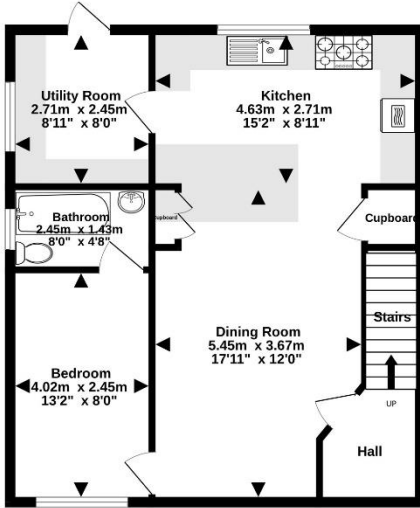 Utility Room
2.71m x 2.45m
8'11" x 8'0"
Kitchen
4.63m x 2.71m
15'2" x 8'11"
Bathroom
2.45m x 1.43m
8'0" x 4'8"
Cupboard
Cupboard
Stairs
Dining Room
5.45m x 3.67m
17'11" x 12'0"
Bedroom
4.02m x 2.45m
13'2" x 8'0"
UP
Hall